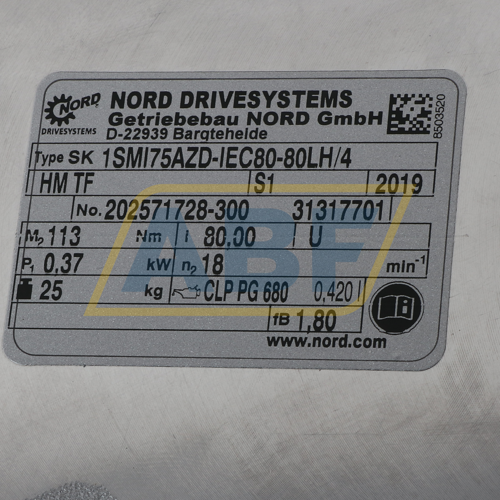 NORD
DRIVESYSTEMS
NORD DRIVESYSTEMS
Getriebebau NORD GmbH
D-22939 Bargteheide
8503520
Type SK 1SMI75AZD-IEC80-80LH/4
HM TF S1 2019
No. 202571728-300 31317701
M2 113 Nm i 80,00 U
P1 0,37 kW n2 18 min-1
25 kg CLP PG 680 0,420 l
fB 1,80
www.nord.com
ABF